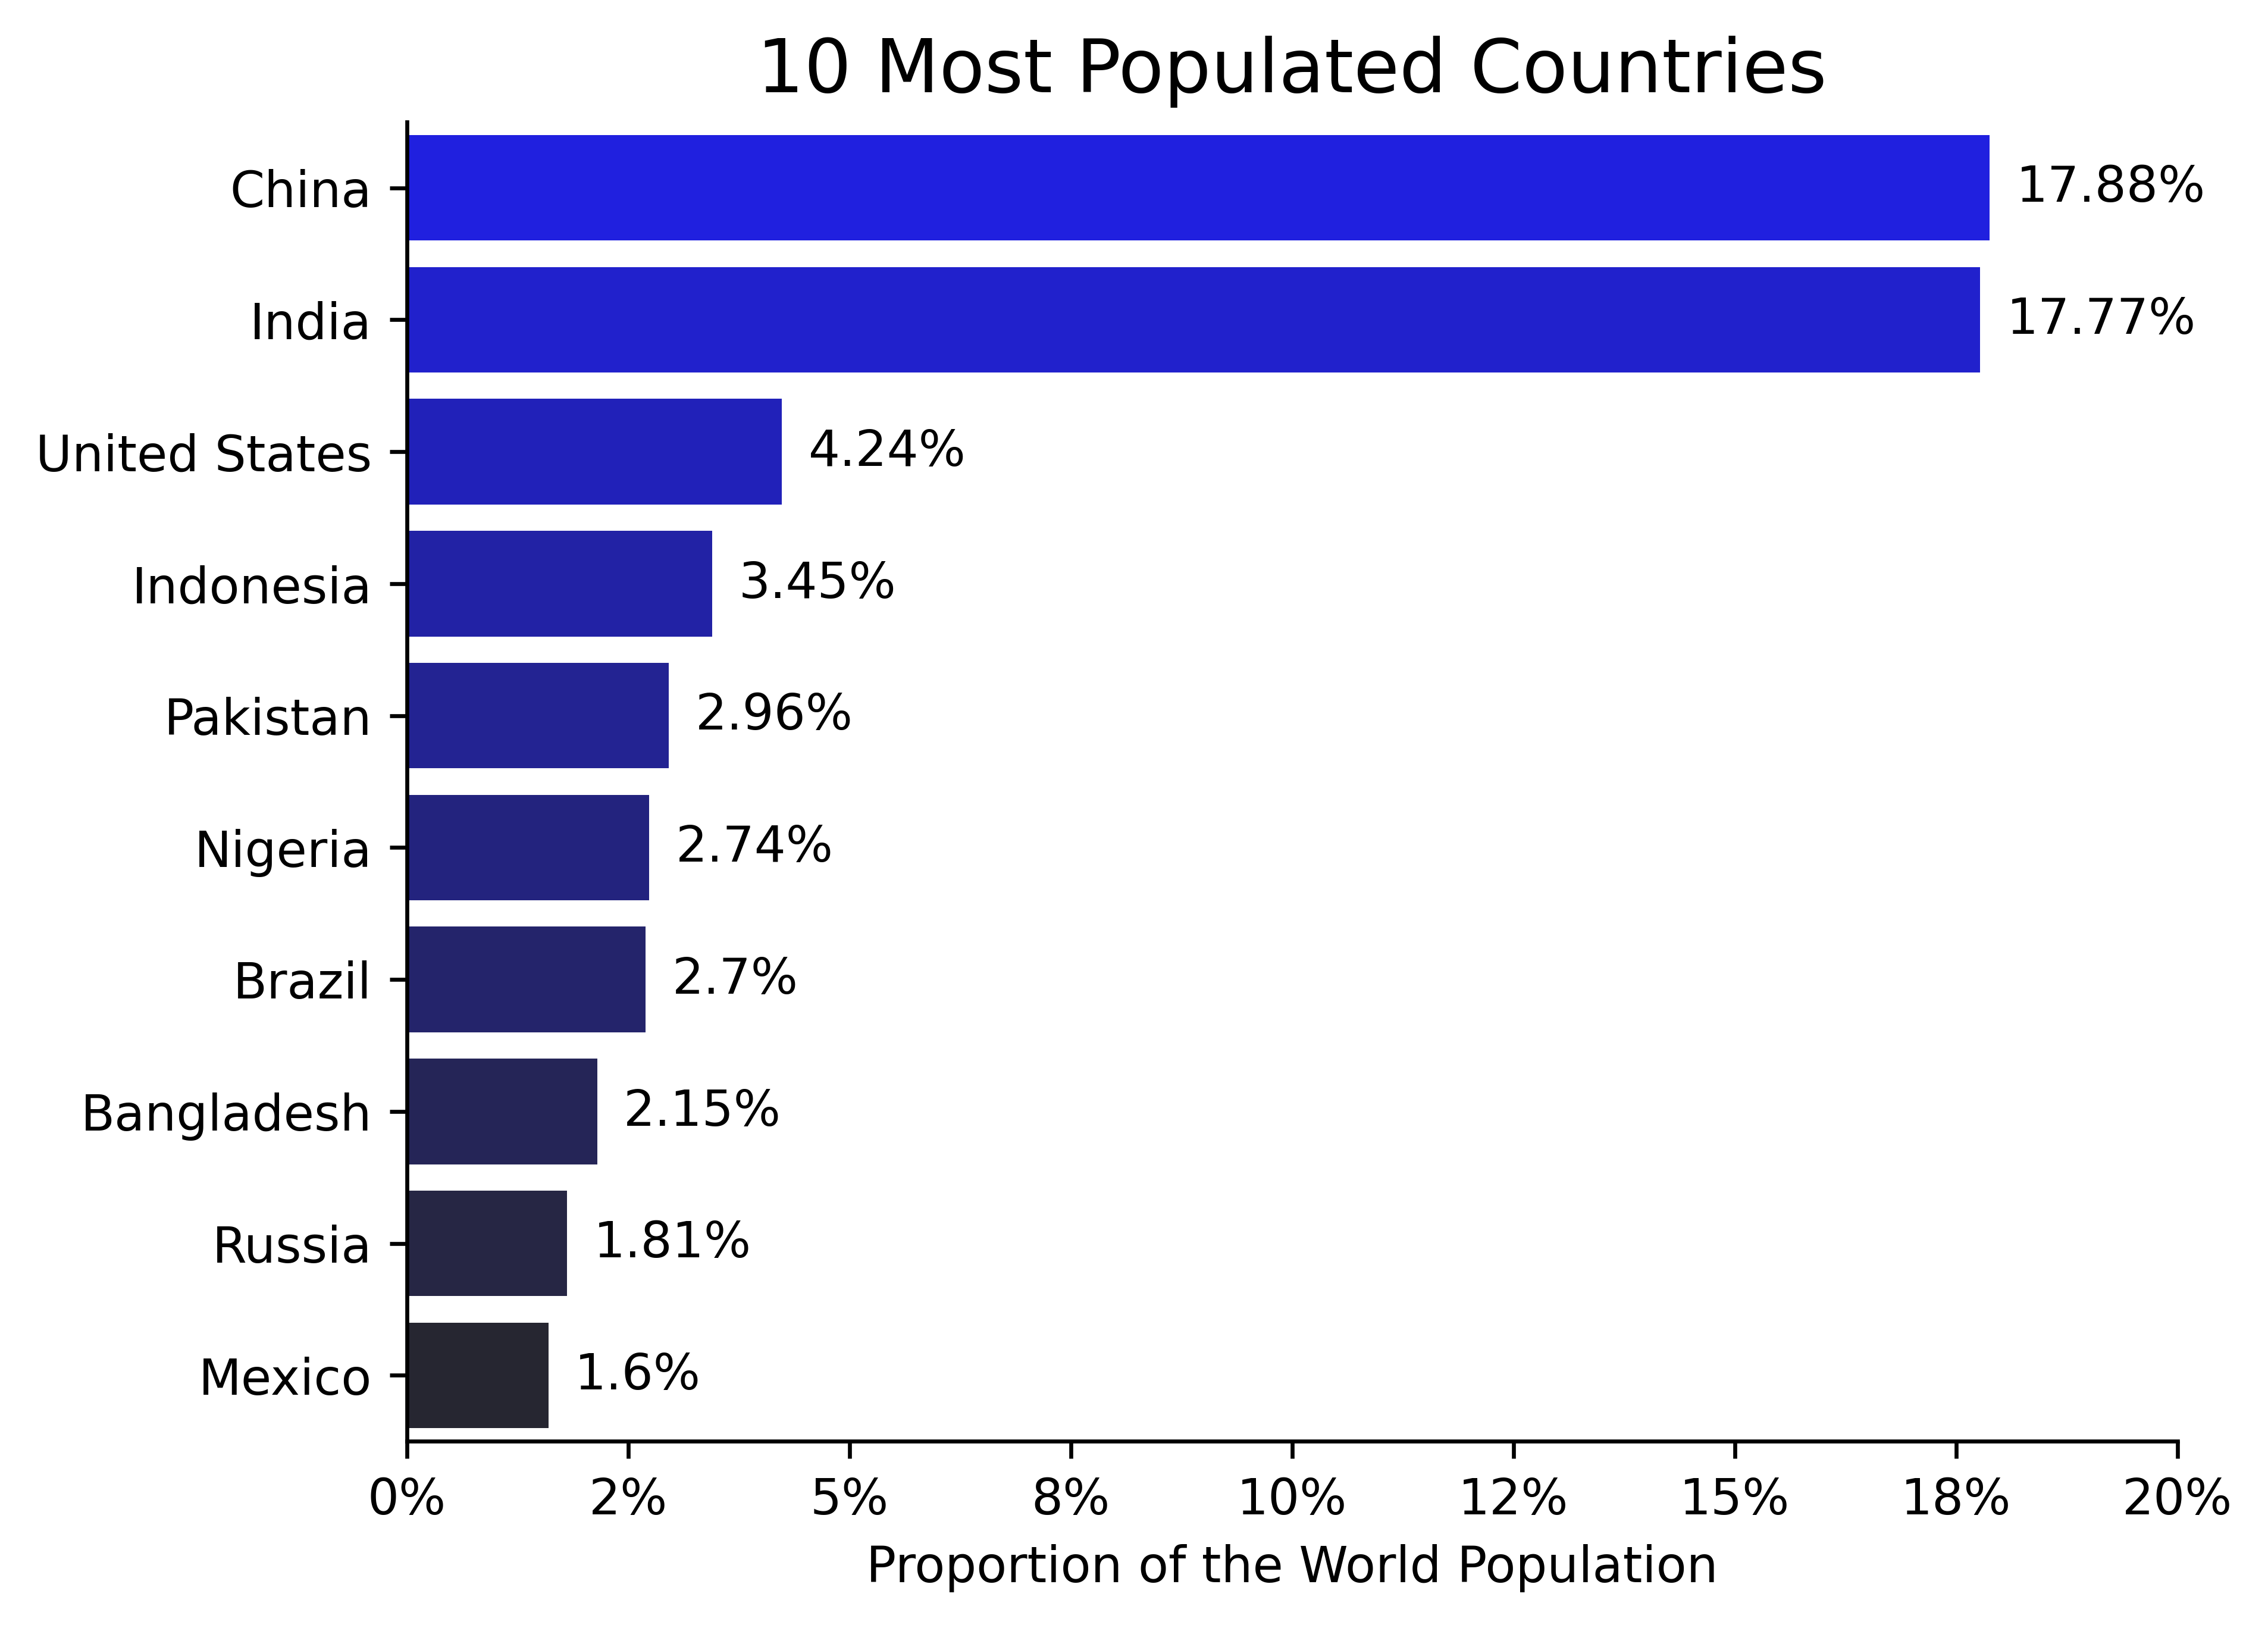 10 Most Populated Countries
China 17.88%
India 17.77%
United States 4.24%
Indonesia 3.45%
Pakistan 2.96%
Nigeria 2.74%
Brazil 2.7%
Bangladesh 2.15%
Russia 1.81%
Mexico 1.6%
0% 2% 5% 8% 10% 12% 15% 18% 20%
Proportion of the World Population